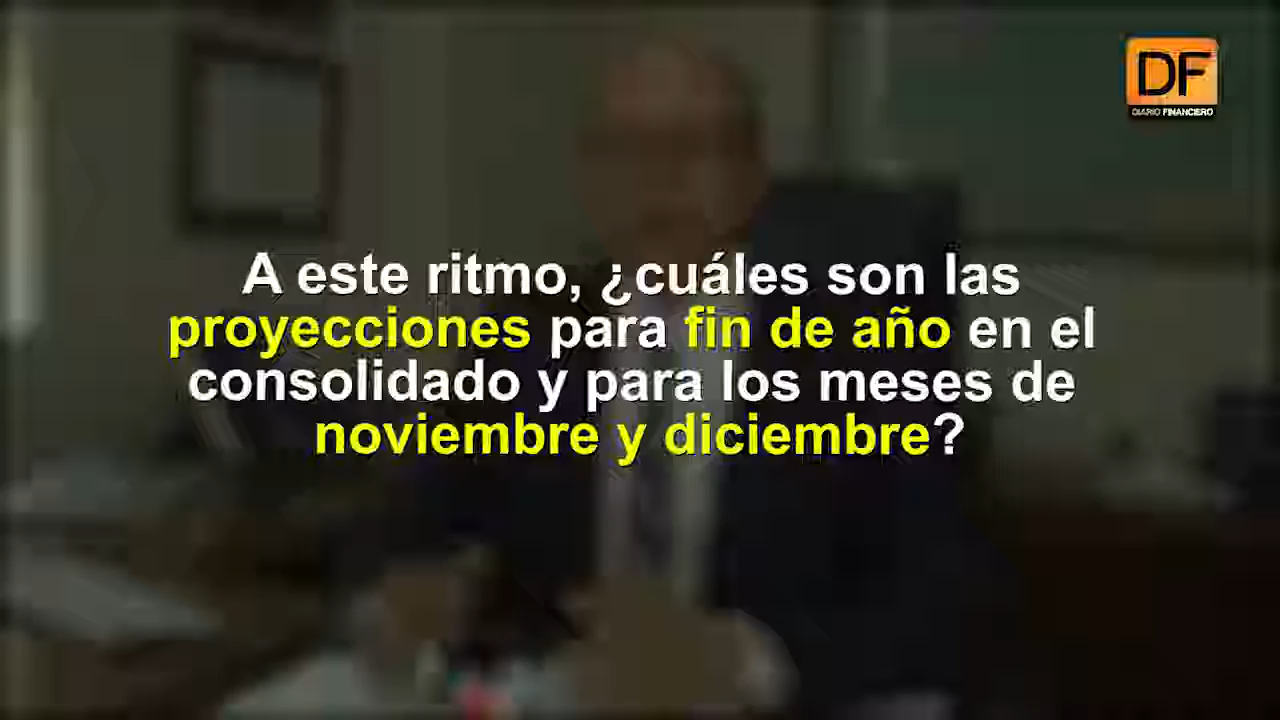 DF
DIARIO FINANCIERO
A este ritmo, ¿cuáles son las
proyecciones para fin de año en el
consolidado y para los meses de
noviembre y diciembre?